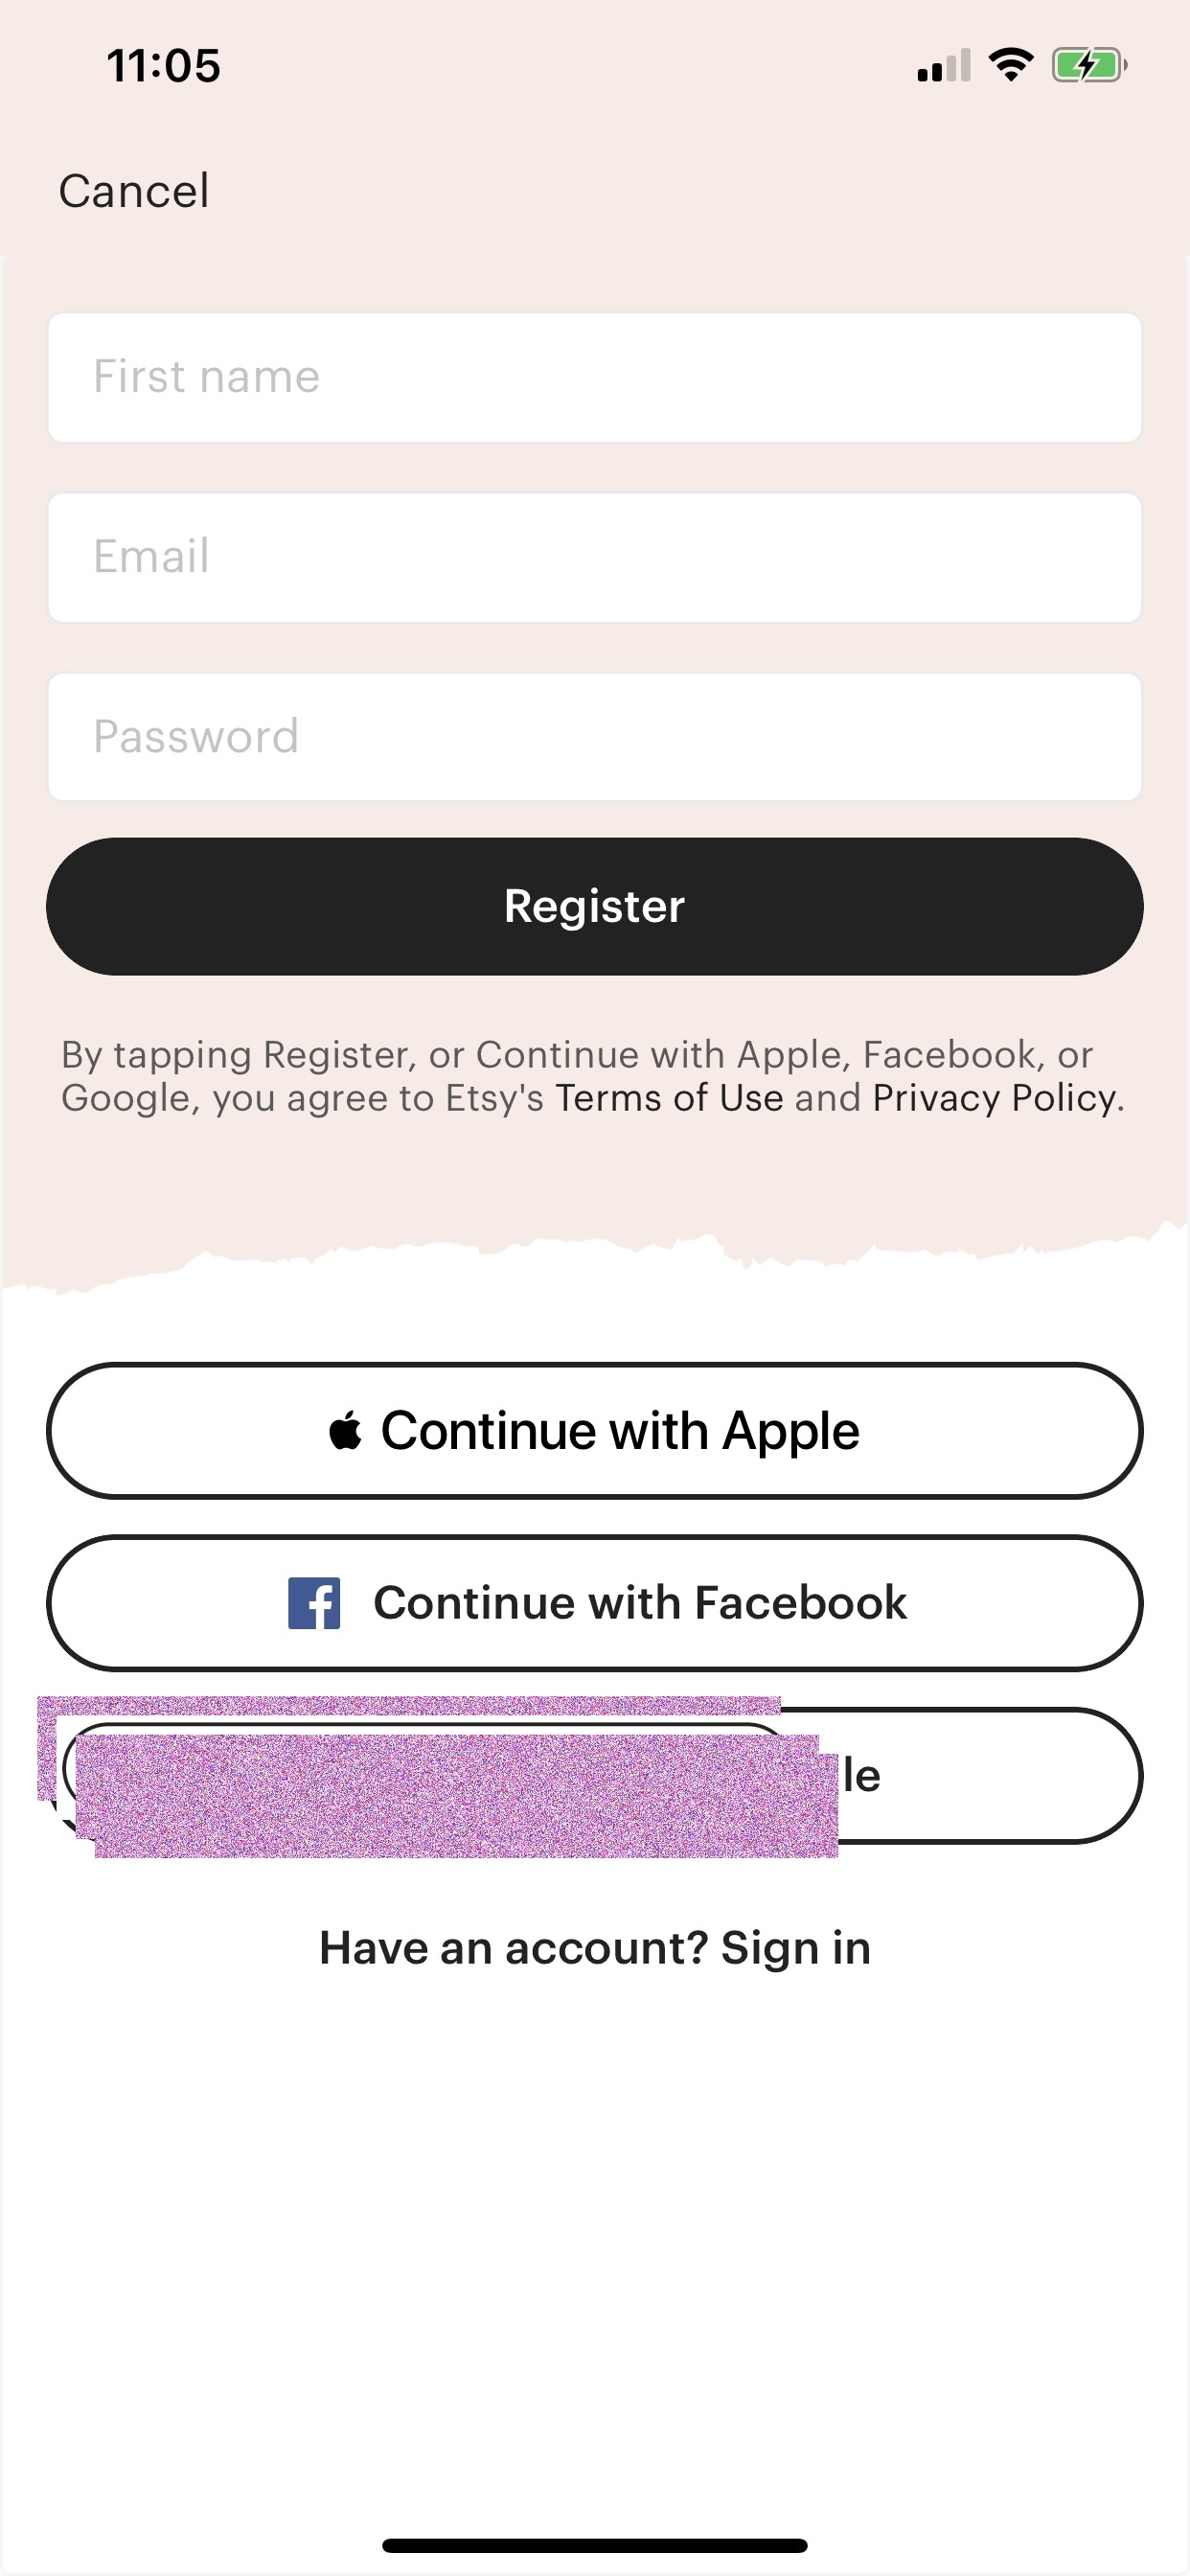 11:05
Cancel
First name
Email
Password
Register
By tapping Register, or Continue with Apple, Facebook, or
Google, you agree to Etsy's Terms of Use and Privacy Policy.
Continue with Apple
Continue with Facebook
Have an account? Sign in